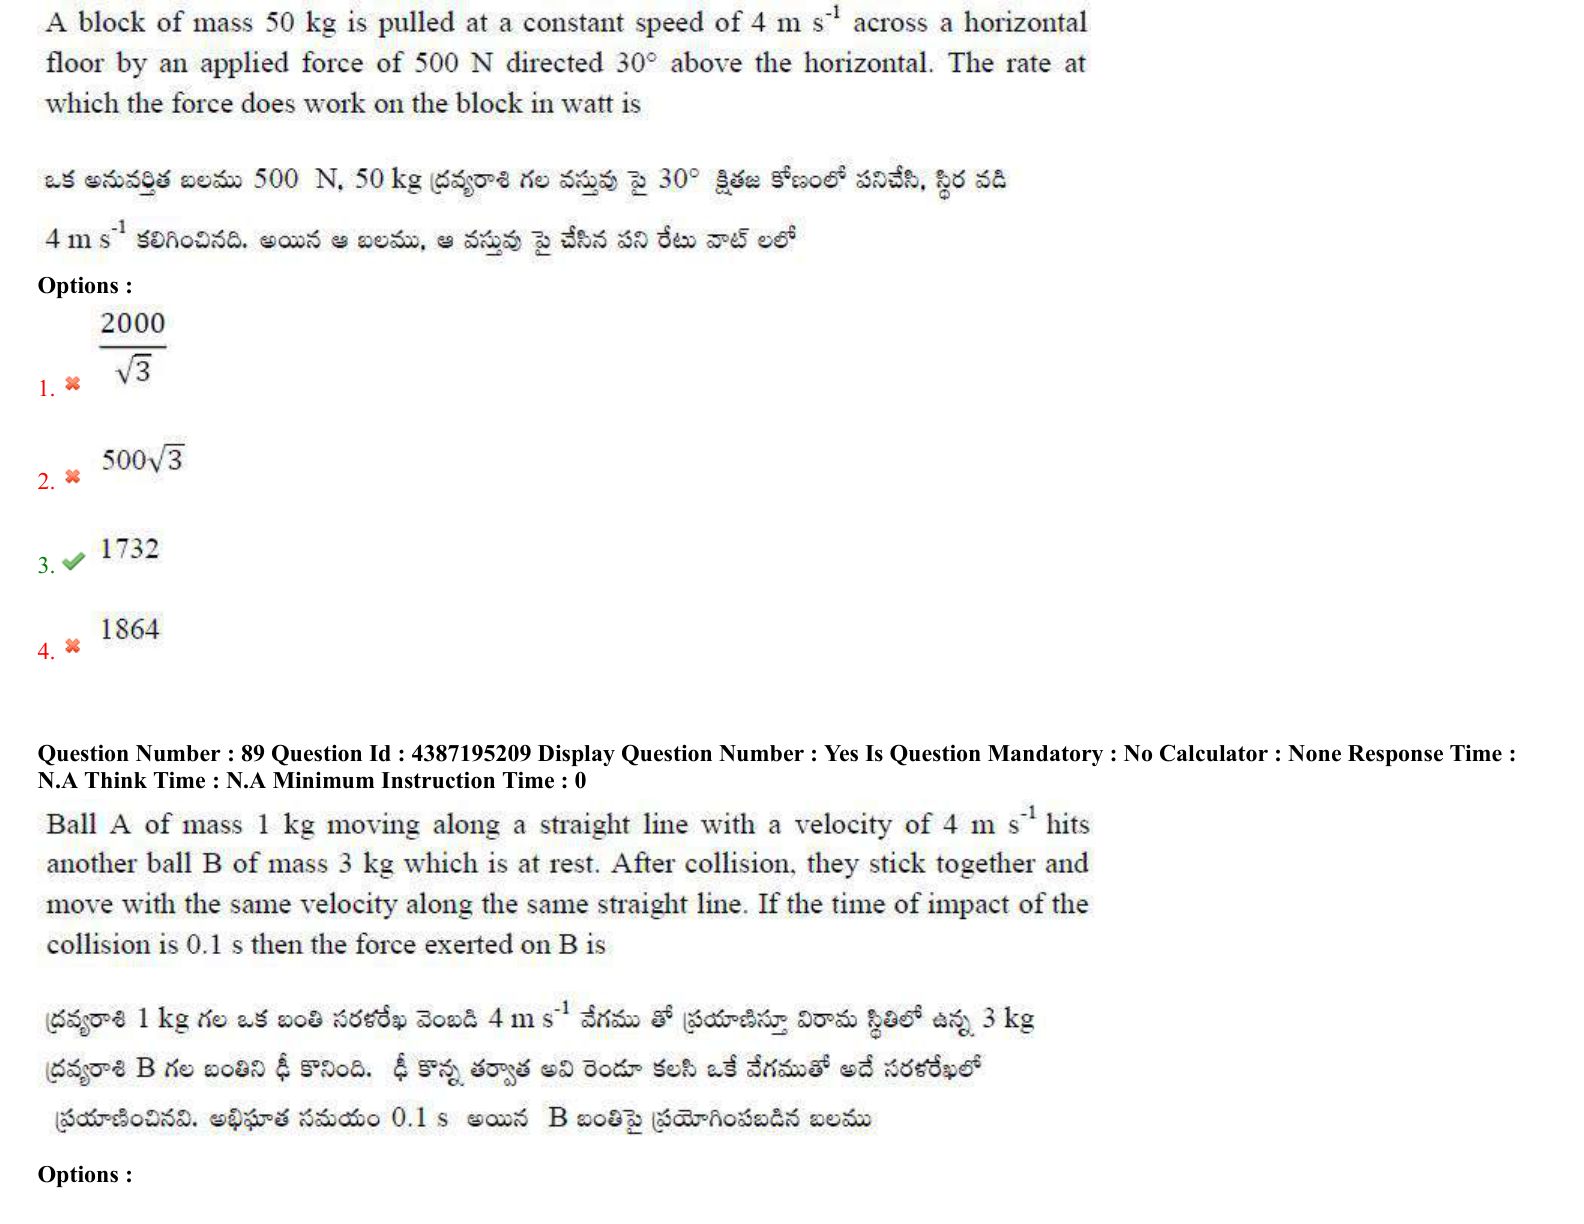 A block of mass 50 kg is pulled at a constant speed of 4 m s⁻¹ across a horizontal
floor by an applied force of 500 N directed 30° above the horizontal. The rate at
which the force does work on the block in watt is
ఒక అనువర్తిత బలము 500 N, 50 kg ద్రవ్యరాశి గల వస్తువు పై 30° క్షితిజ కోణంలో పనిచేసి, స్థిర వడి
4 m s⁻¹ కలిగించినది. అయిన ఆ బలము, ఆ వస్తువు పై చేసిన పని రేటు వాట్ లలో
Options :
2000
√3
1.
500√3
2.
1732
3.
1864
4.
Question Number : 89 Question Id : 4387195209 Display Question Number : Yes Is Question Mandatory : No Calculator : None Response Time :
N.A Think Time : N.A Minimum Instruction Time : 0
Ball A of mass 1 kg moving along a straight line with a velocity of 4 m s⁻¹ hits
another ball B of mass 3 kg which is at rest. After collision, they stick together and
move with the same velocity along the same straight line. If the time of impact of the
collision is 0.1 s then the force exerted on B is
ద్రవ్యరాశి 1 kg గల ఒక బంతి సరళరేఖ వెంబడి 4 m s⁻¹ వేగము తో ప్రయాణిస్తూ విరామ స్థితిలో ఉన్న 3 kg
ద్రవ్యరాశి B గల బంతిని ఢీ కొనింది. ఢీ కొన్న తర్వాత అవి రెండూ కలసి ఒకే వేగముతో అదే సరళరేఖలో
ప్రయాణించినవి. అభిఘాత సమయం 0.1 s అయిన B బంతిపై ప్రయోగింపబడిన బలము
Options :